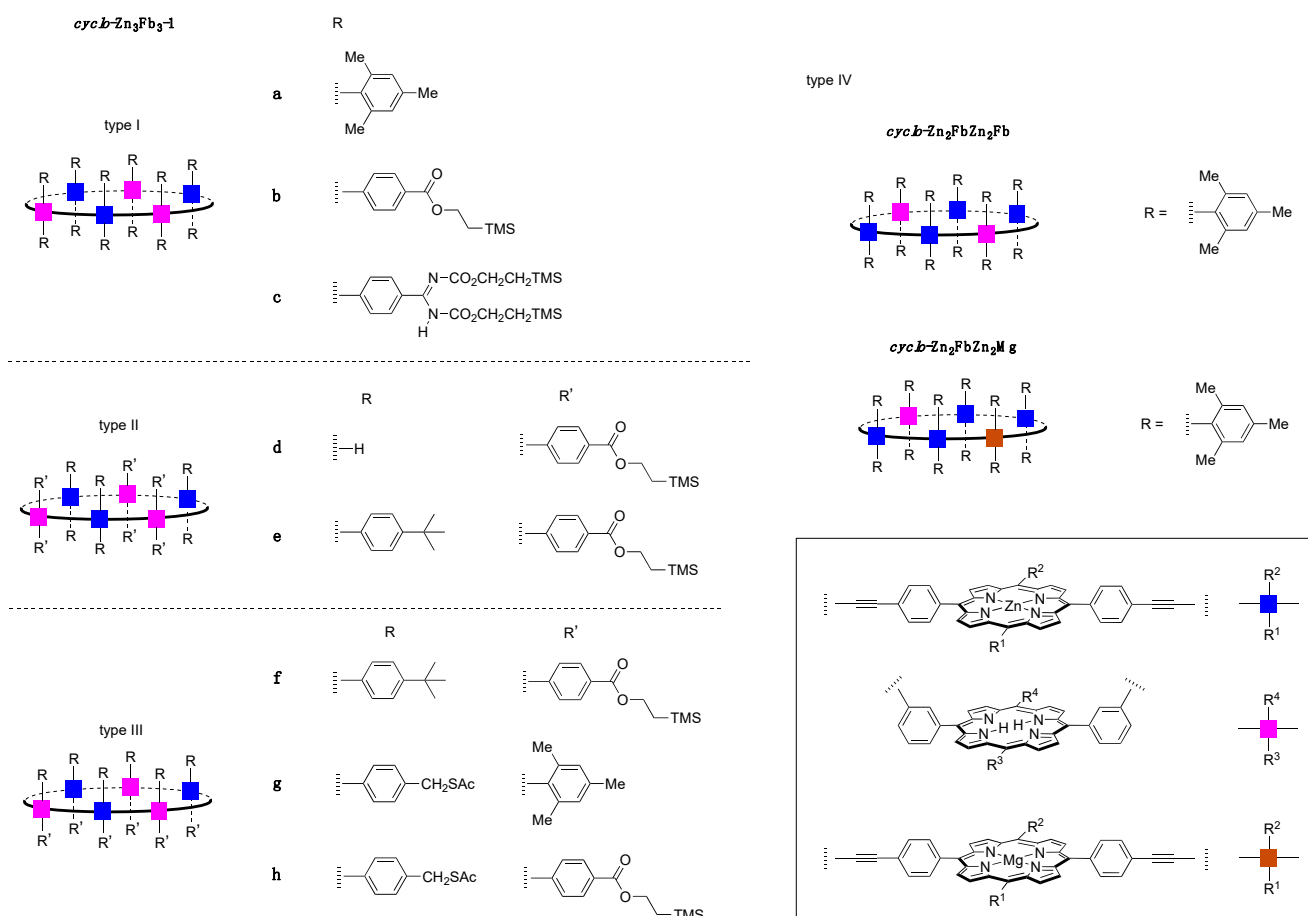 cyclo-Zn3Fb3-1
R
a
Me
Me
Me
type I
R R R R R R
R R R R R R
b
O
O
TMS
c
N-CO2CH2CH2TMS
N-CO2CH2CH2TMS
H
type II
R R'
d
H
O
O
TMS
R' R R R' R' R
R' R R R' R' R
e
O
O
TMS
type III
R R'
f
O
O
TMS
R R R R R R
R' R' R' R' R' R'
g
CH2SAc
Me
Me
Me
h
CH2SAc
O
O
TMS
type IV
cyclo-Zn2FbZn2Fb
R R R R R R
R R R R R R
R =
Me
Me
Me
cyclo-Zn2FbZn2Mg
R R R R R R
R R R R R R
R =
Me
Me
Me
R2
N N
Zn
N N
R1
R2
R1
R4
N H H N
N N
R3
R4
R3
R2
N N
Mg
N N
R1
R2
R1